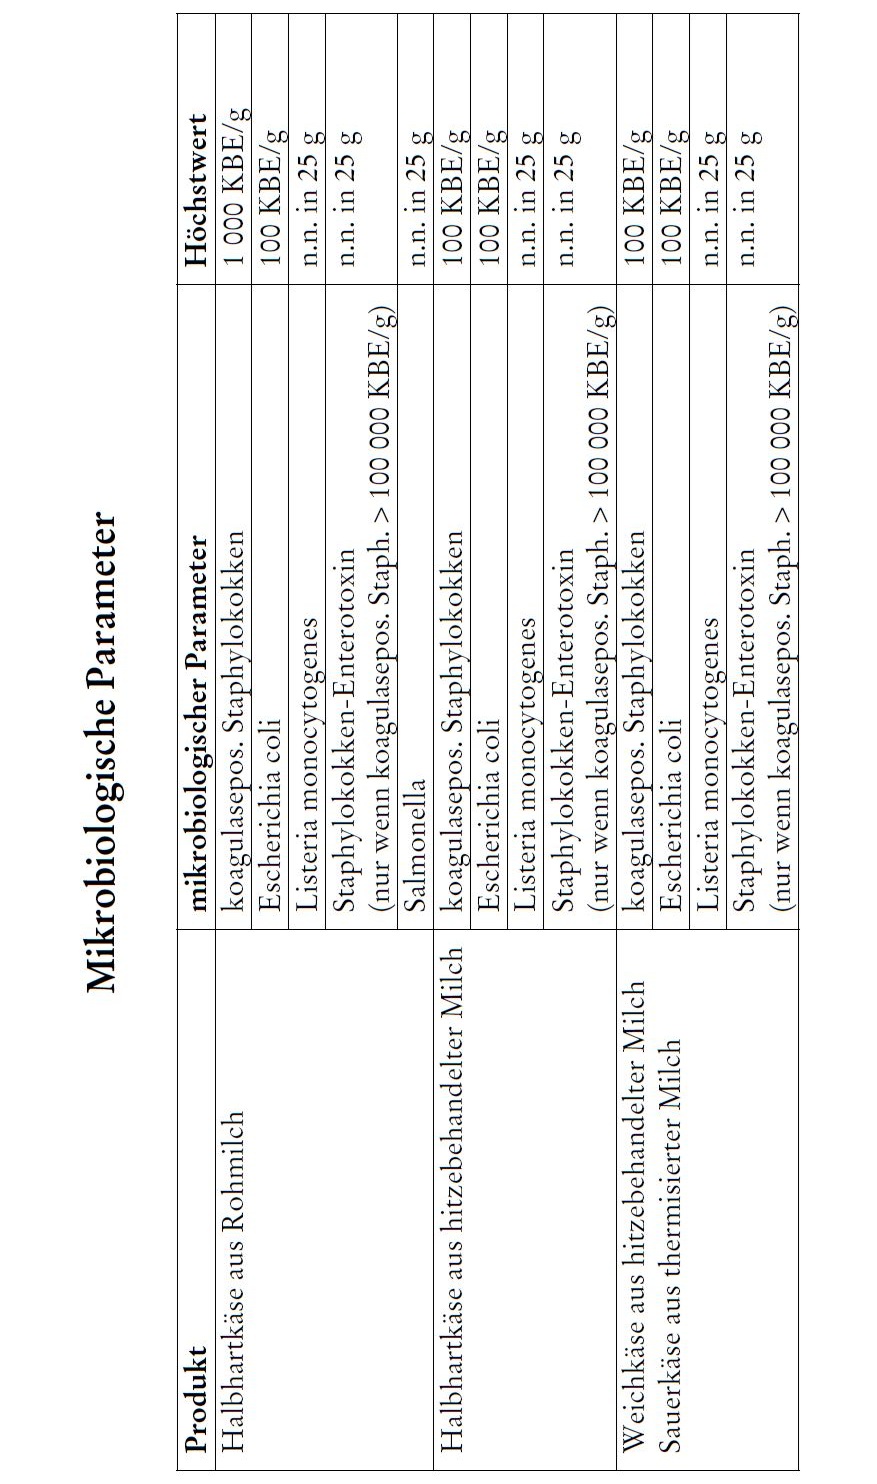 Mikrobiologische Parameter
Produkt mikrobiologischer Parameter Höchstwert
Halbhartkäse aus Rohmilch koagulasepos. Staphylokokken 1 000 KBE/g
Escherichia coli 100 KBE/g
Listeria monocytogenes n.n. in 25 g
Staphylokokken-Enterotoxin n.n. in 25 g
(nur wenn koagulasepos. Staph. > 100 000 KBE/g)
Salmonella n.n. in 25 g
Halbhartkäse aus hitzebehandelter Milch koagulasepos. Staphylokokken 100 KBE/g
Escherichia coli 100 KBE/g
Listeria monocytogenes n.n. in 25 g
Staphylokokken-Enterotoxin n.n. in 25 g
(nur wenn koagulasepos. Staph. > 100 000 KBE/g)
Weichkäse aus hitzebehandelter Milch koagulasepos. Staphylokokken 100 KBE/g
Sauerkäse aus thermisierter Milch Escherichia coli 100 KBE/g
Listeria monocytogenes n.n. in 25 g
Staphylokokken-Enterotoxin n.n. in 25 g
(nur wenn koagulasepos. Staph. > 100 000 KBE/g)